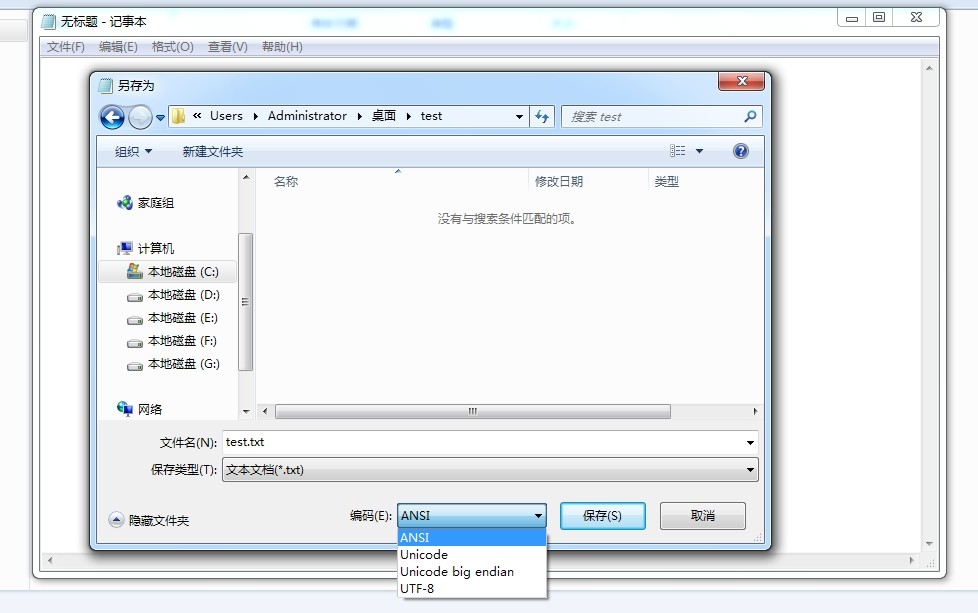 无标题 - 记事本
文件(F) 编辑(E) 格式(O) 查看(V) 帮助(H)
另存为
« Users ▸ Administrator ▸ 桌面 ▸ test
搜索 test
组织 新建文件夹
名称 修改日期 类型
没有与搜索条件匹配的项。
家庭组
计算机
本地磁盘 (C:)
本地磁盘 (D:)
本地磁盘 (E:)
本地磁盘 (F:)
本地磁盘 (G:)
网络
文件名(N): test.txt
保存类型(T): 文本文档(*.txt)
隐藏文件夹 编码(E): ANSI 保存(S) 取消
ANSI
Unicode
Unicode big endian
UTF-8